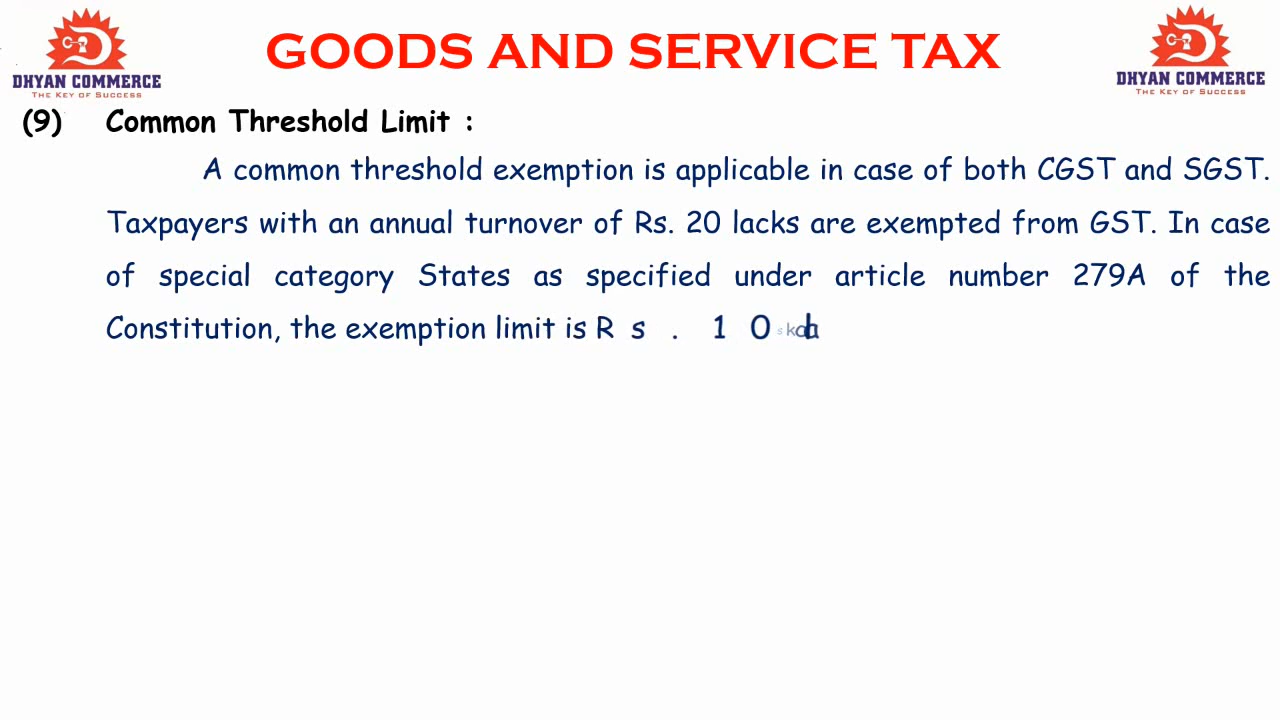 DHYAN COMMERCE
The Key of Success
GOODS AND SERVICE TAX
DHYAN COMMERCE
The Key of Success
(9) Common Threshold Limit :
A common threshold exemption is applicable in case of both CGST and SGST.
Taxpayers with an annual turnover of Rs. 20 lacks are exempted from GST. In case
of special category States as specified under article number 279A of the
Constitution, the exemption limit is Rs. 10